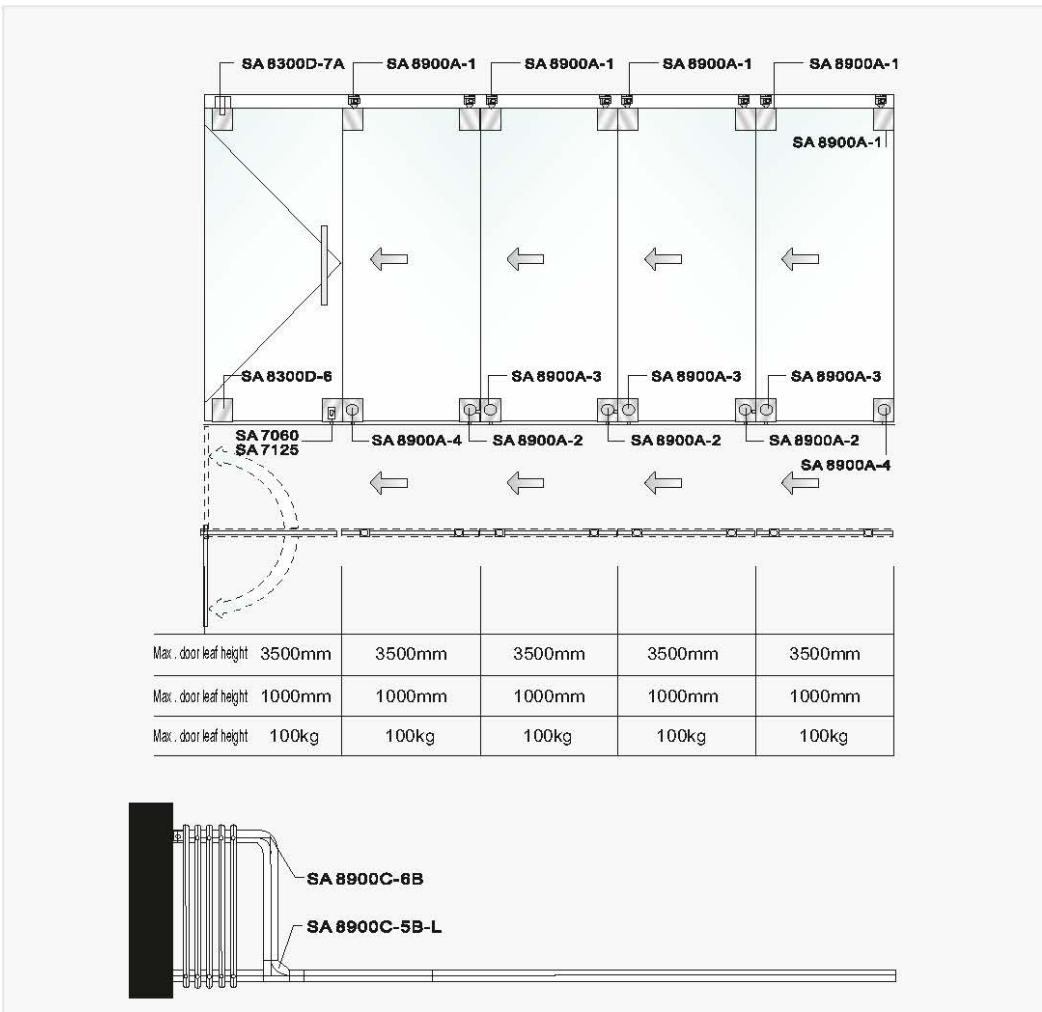 SA 8300D-7A SA 8900A-1 SA 8900A-1 SA 8900A-1 SA 8900A-1
SA 8900A-1
SA 8300D-6 SA 8900A-3 SA 8900A-3 SA 8900A-3
SA 7060
SA 7125
SA 8900A-4 SA 8900A-2 SA 8900A-2 SA 8900A-2
SA 8900A-4
Max. door leaf height 3500mm 3500mm 3500mm 3500mm 3500mm
Max. door leaf height 1000mm 1000mm 1000mm 1000mm 1000mm
Max. door leaf height 100kg 100kg 100kg 100kg 100kg
SA 8900C-6B
SA 8900C-5B-L